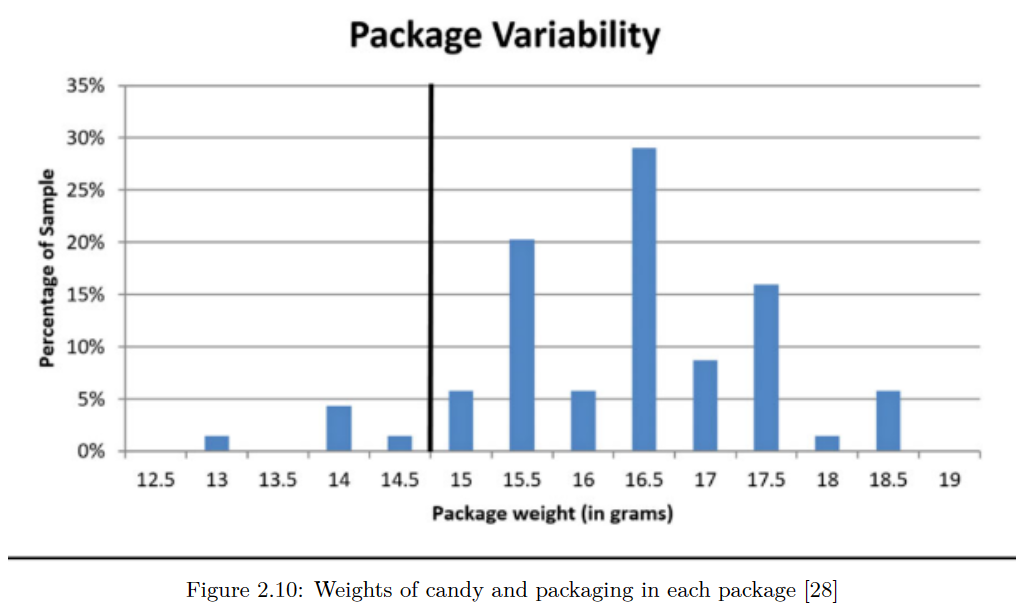 Package Variability
35%
30%
25%
20%
15%
10%
5%
0%
Percentage of Sample
12.5 13 13.5 14 14.5 15 15.5 16 16.5 17 17.5 18 18.5 19
Package weight (in grams)
Figure 2.10: Weights of candy and packaging in each package [28]